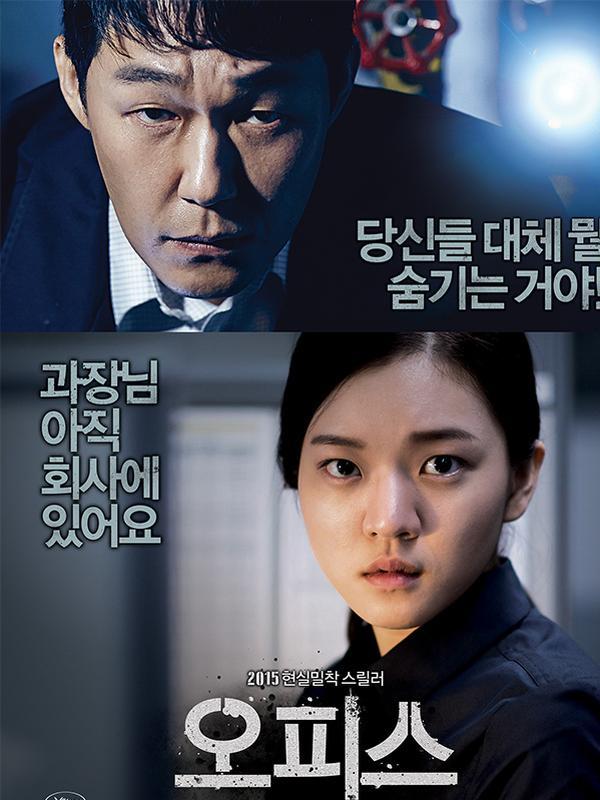 당신들 대체 뭘
숨기는 거야!
과장님
아직
회사에
있어요
2015 현실밀착 스릴러
오피스